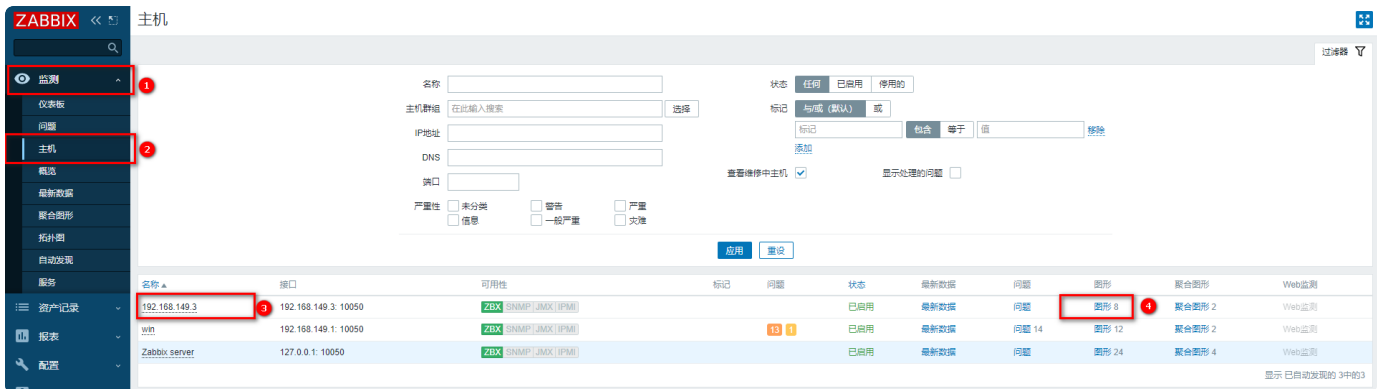 ZABBIX
主机
过滤器
监测
1
仪表板
问题
主机
2
概览
最新数据
聚合图形
拓扑图
自动发现
服务
资产记录
报表
配置
名称
主机群组 在此输入搜索 选择
IP地址
DNS
端口
严重性 未分类 警告 严重
信息 一般严重 灾难
状态 任何 已启用 停用的
标记 与/或 (默认) 或
标记 包含 等于 值 移除
添加
查看维修中主机 显示处理的问题
应用 重设
名称 接口 可用性 标记 问题 状态 最新数据 问题 图形 聚合图形 Web监测
192.168.149.3 3 192.168.149.3: 10050 ZBX SNMP JMX IPMI 已启用 最新数据 问题 图形 8 4 聚合图形 2 Web监测
win 192.168.149.1: 10050 ZBX SNMP JMX IPMI 13 1 已启用 最新数据 问题 14 图形 12 聚合图形 2 Web监测
Zabbix server 127.0.0.1: 10050 ZBX SNMP JMX IPMI 已启用 最新数据 问题 图形 24 聚合图形 4 Web监测
显示 已自动发现的 3中的3